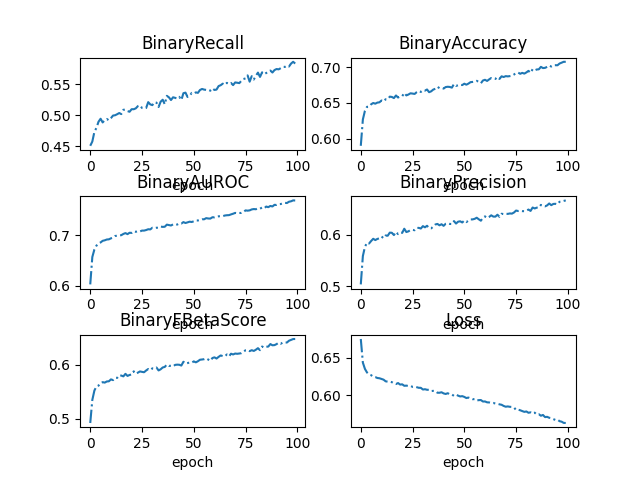 BinaryRecall
BinaryAccuracy
0.55
0.50
0.45
0.70
0.65
0.60
0 25 50 75 100
0 25 50 75 100
epoch
epoch
BinaryAUROC
BinaryPrecision
0.7
0.6
0.6
0.5
0 25 50 75 100
0 25 50 75 100
epoch
epoch
BinaryFBetaScore
Loss
0.6
0.5
0.65
0.60
0 25 50 75 100
0 25 50 75 100
epoch
epoch